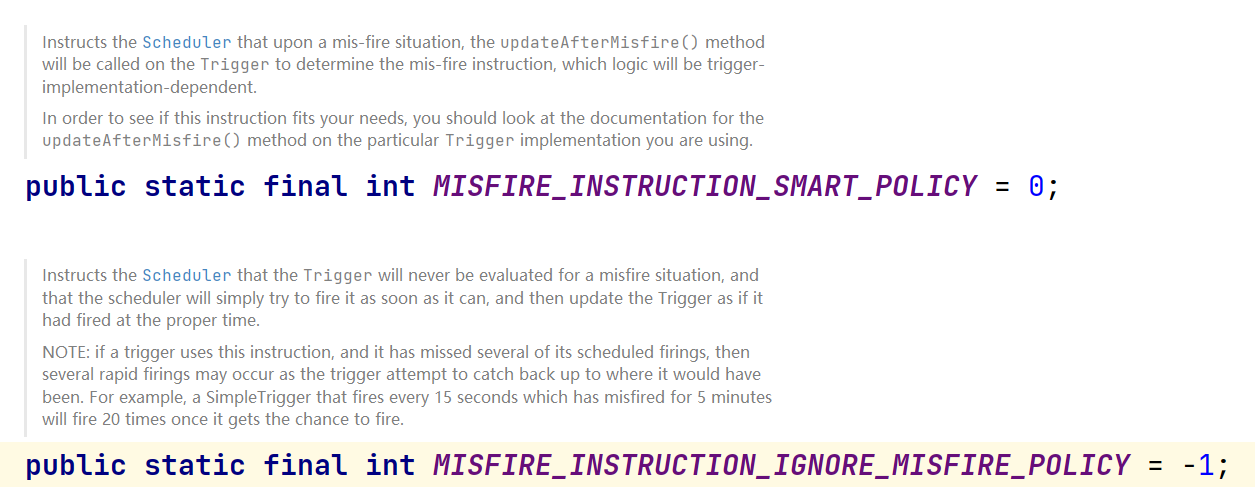 Instructs the Scheduler that upon a mis-fire situation, the updateAfterMisfire() method
will be called on the Trigger to determine the mis-fire instruction, which logic will be trigger-
implementation-dependent.
In order to see if this instruction fits your needs, you should look at the documentation for the
updateAfterMisfire() method on the particular Trigger implementation you are using.
public static final int MISFIRE_INSTRUCTION_SMART_POLICY = 0;
Instructs the Scheduler that the Trigger will never be evaluated for a misfire situation, and
that the scheduler will simply try to fire it as soon as it can, and then update the Trigger as if it
had fired at the proper time.
NOTE: if a trigger uses this instruction, and it has missed several of its scheduled firings, then
several rapid firings may occur as the trigger attempt to catch back up to where it would have
been. For example, a SimpleTrigger that fires every 15 seconds which has misfired for 5 minutes
will fire 20 times once it gets the chance to fire.
public static final int MISFIRE_INSTRUCTION_IGNORE_MISFIRE_POLICY = -1;